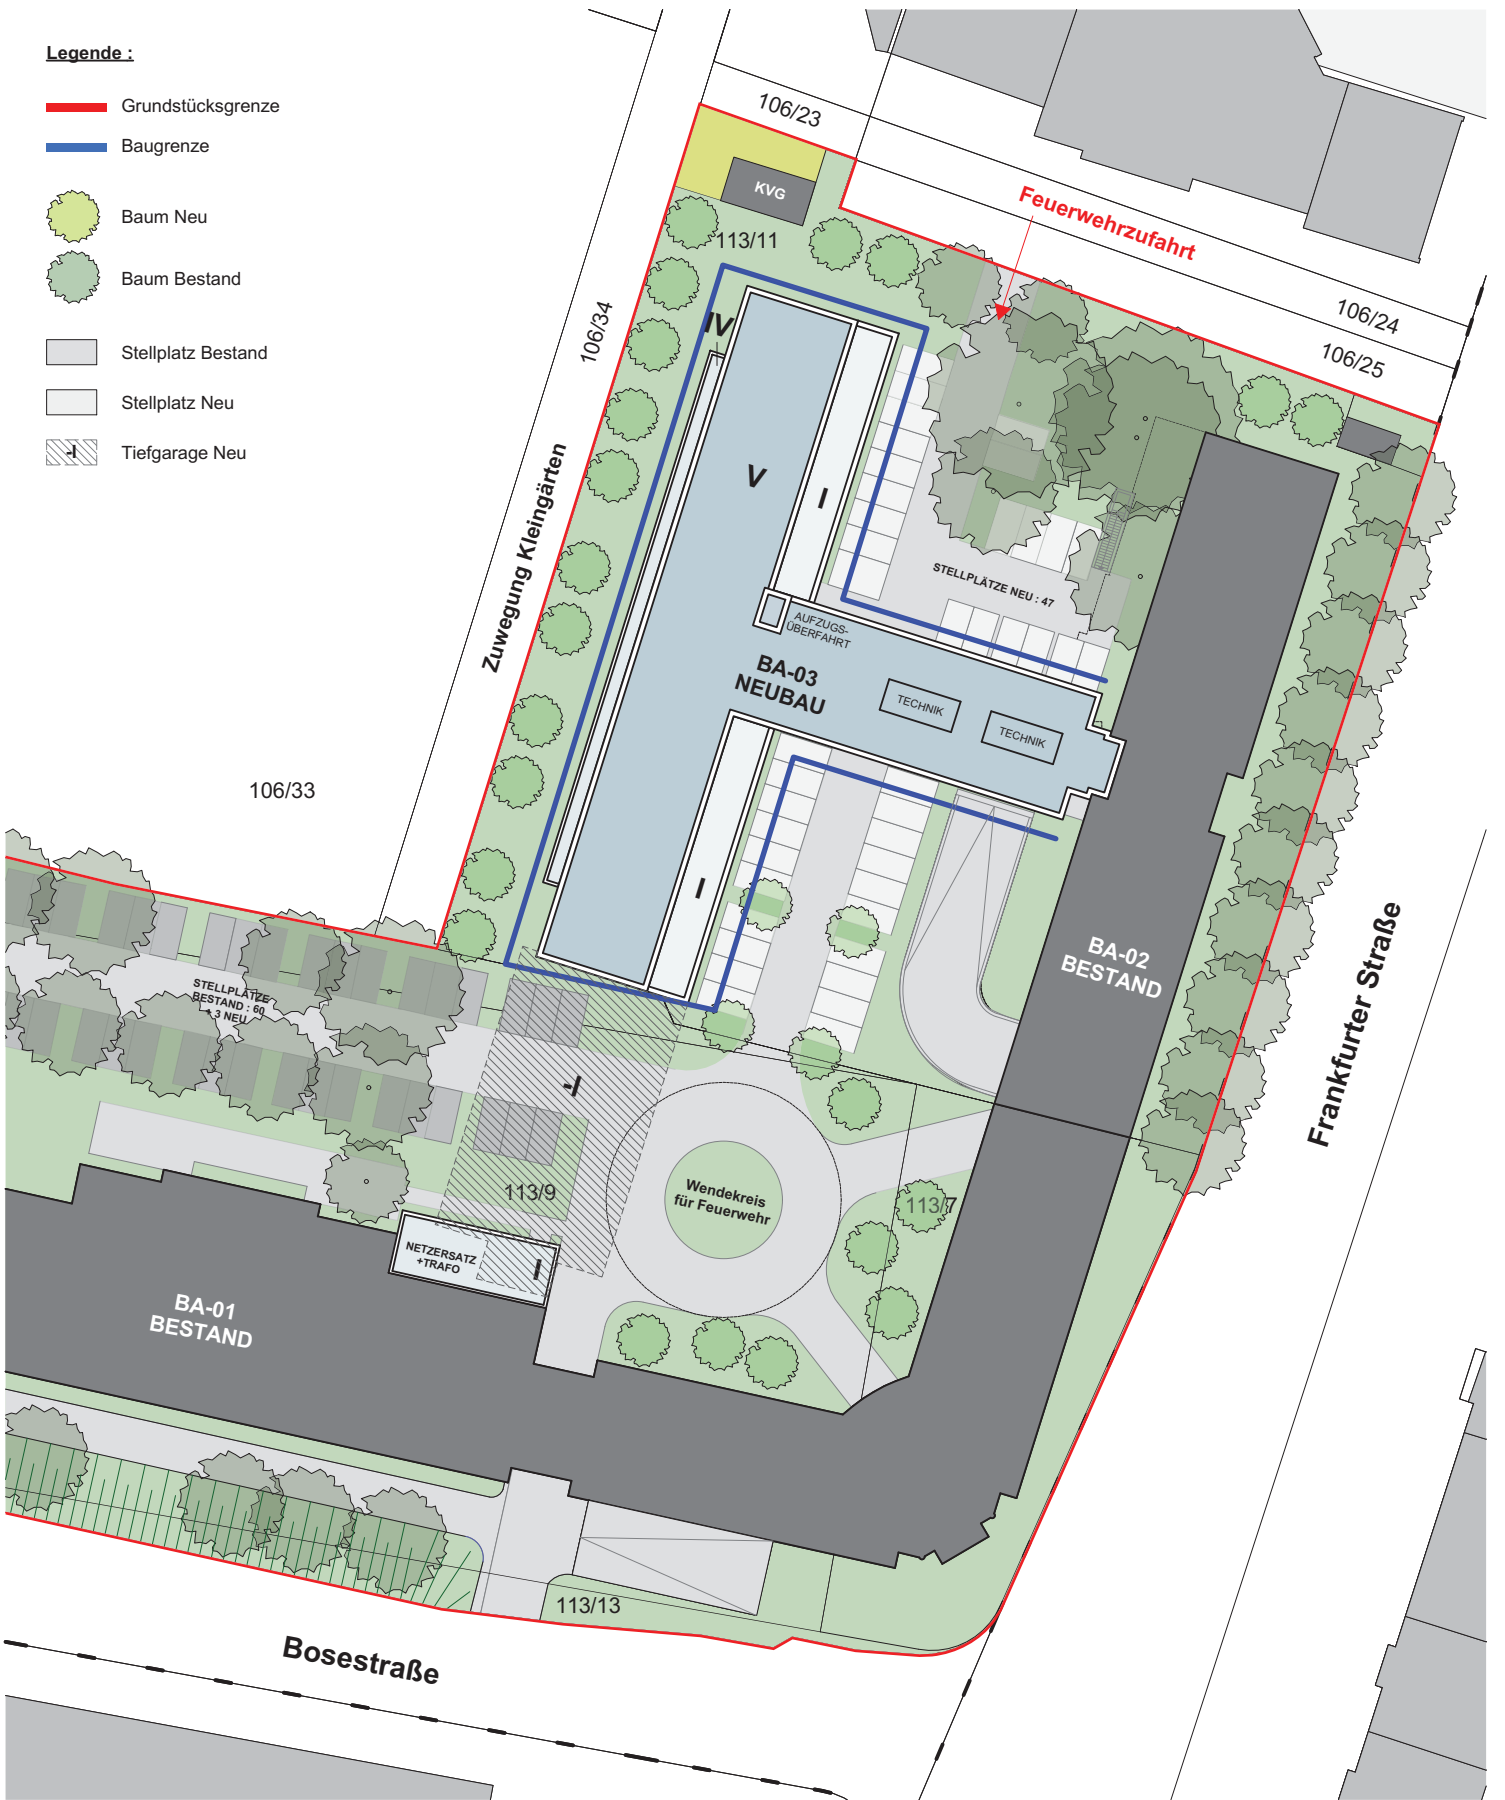 Legende :
Grundstücksgrenze
Baugrenze
Baum Neu
Baum Bestand
Stellplatz Bestand
Stellplatz Neu
-I
Tiefgarage Neu
106/23
KVG
113/11
Feuerwehrzufahrt
106/24
106/25
106/34
IV
V
I
Zuwegung Kleingärten
STELLPLÄTZE NEU : 47
AUFZUGS-
ÜBERFAHRT
BA-03
NEUBAU
TECHNIK
TECHNIK
106/33
I
BA-02
BESTAND
Frankfurter Straße
STELLPLÄTZE
BESTAND : 60
+ 3 NEU
-I
113/9
Wendekreis
für Feuerwehr
113/7
NETZERSATZ
+TRAFO
I
BA-01
BESTAND
113/13
Bosestraße